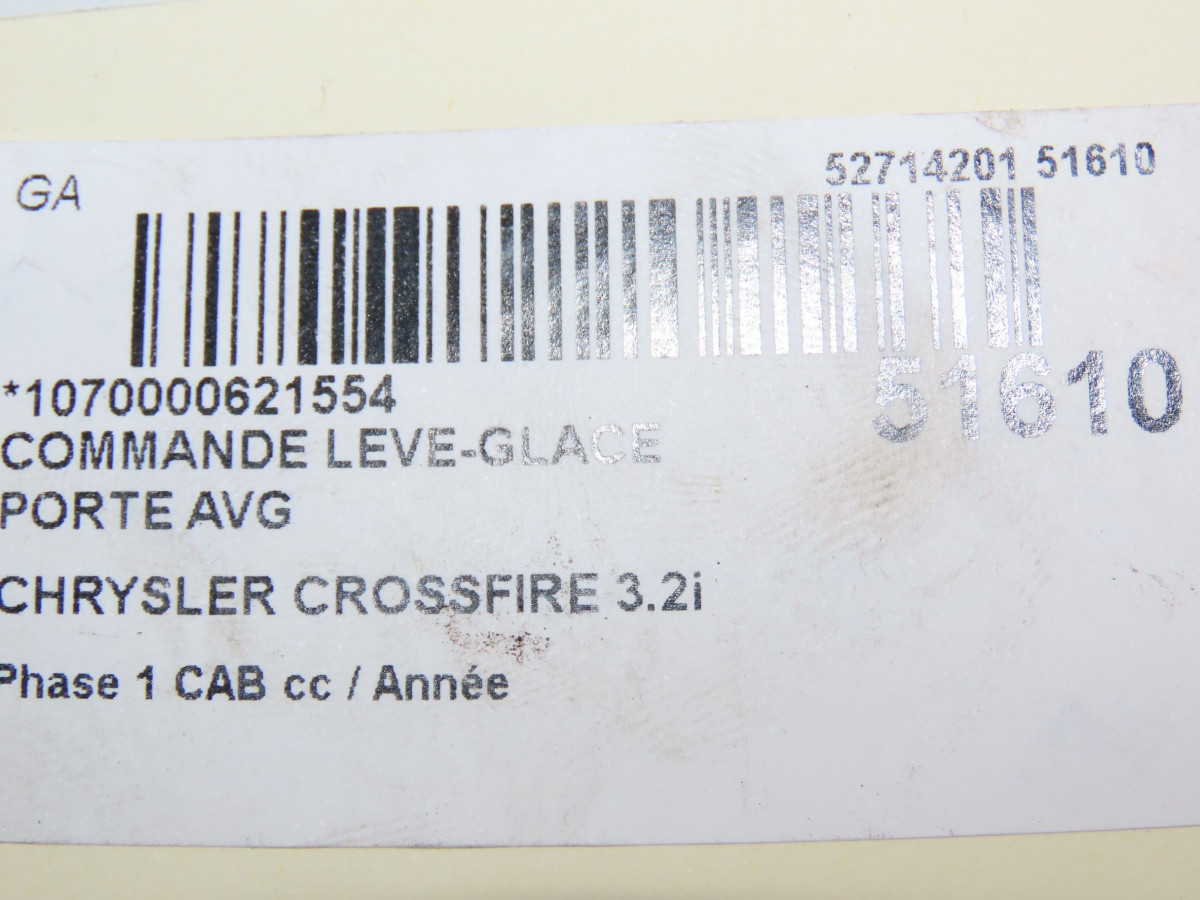 GA
52714201 51610
*1070000621554
51610
COMMANDE LEVE-GLACE
PORTE AVG
CHRYSLER CROSSFIRE 3.2i
Phase 1 CAB cc / Année